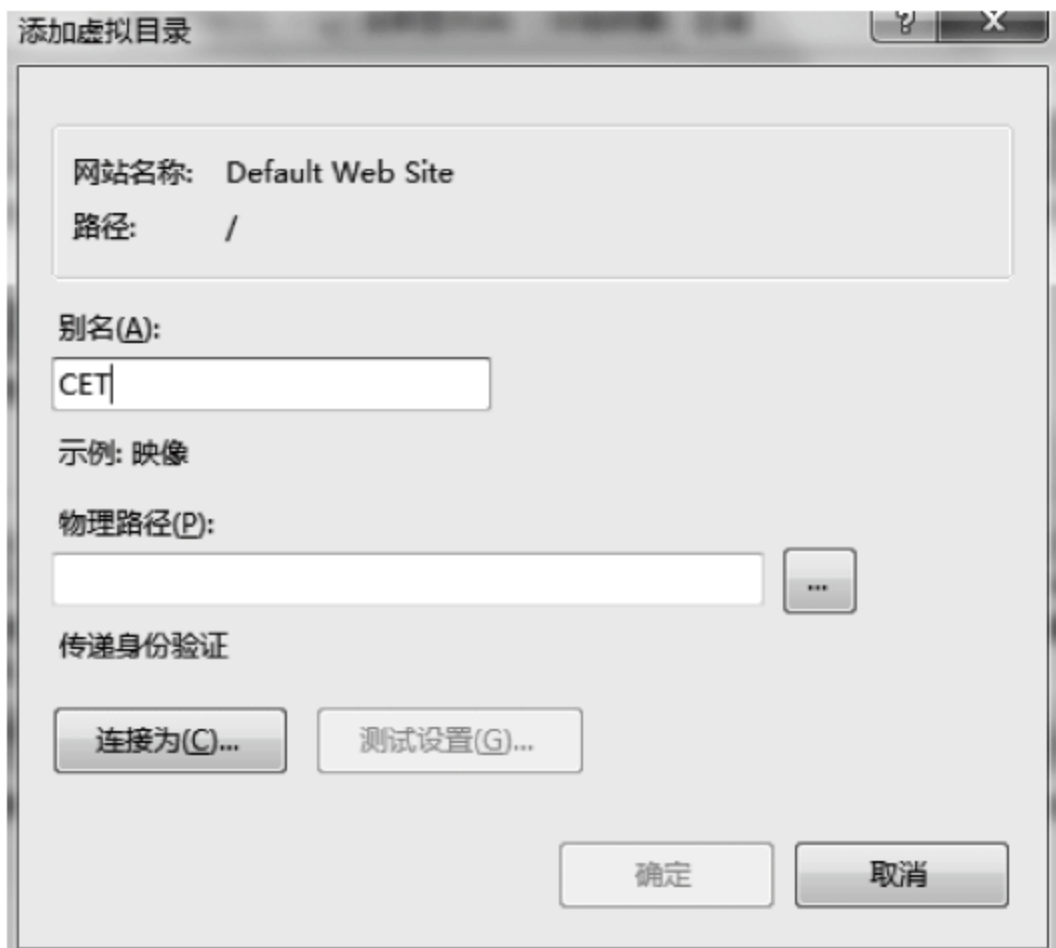 添加虚拟目录
网站名称: Default Web Site
路径: /
别名(A):
CET
示例: 映像
物理路径(P):
...
传递身份验证
连接为(C)... 测试设置(G)...
确定 取消